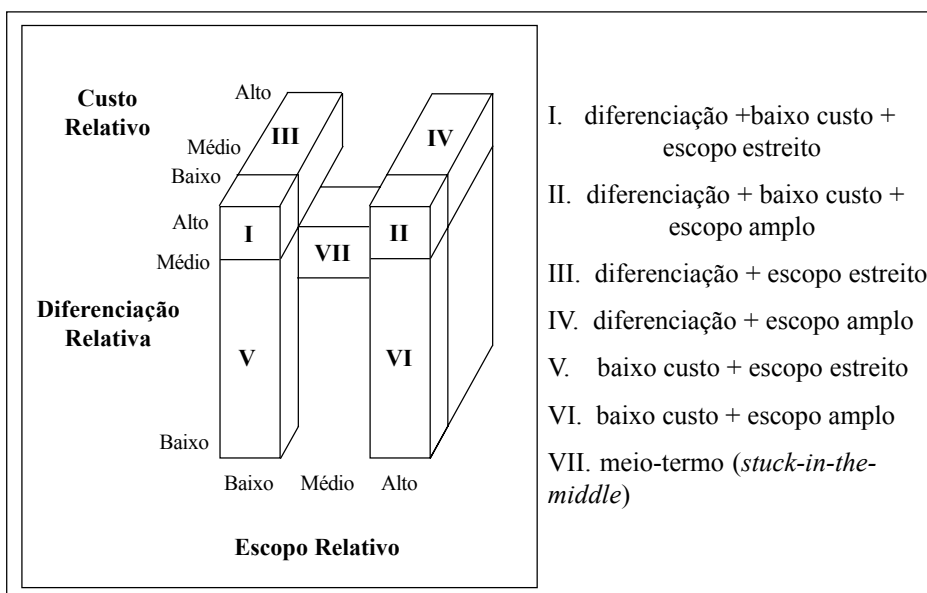 Custo
Relativo
Alto
Médio
Baixo
Alto
Médio
Diferenciação
Relativa
Baixo
III
IV
I
II
VII
V
VI
Baixo Médio Alto
Escopo Relativo
I. diferenciação +baixo custo +
escopo estreito
II. diferenciação + baixo custo +
escopo amplo
III. diferenciação + escopo estreito
IV. diferenciação + escopo amplo
V. baixo custo + escopo estreito
VI. baixo custo + escopo amplo
VII. meio-termo (stuck-in-the-
middle)